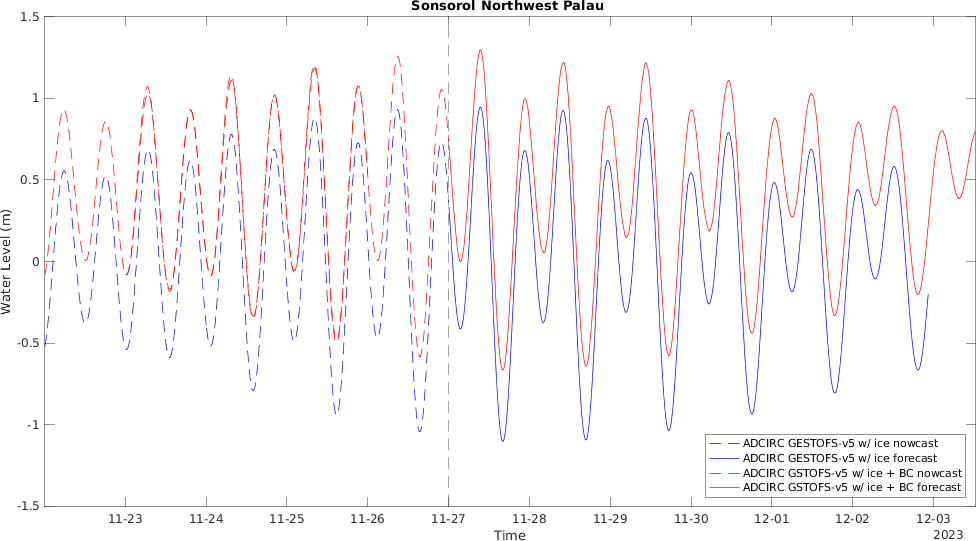 Sonsorol Northwest Palau
1.5
1
0.5
0
-0.5
-1
-1.5
Water Level (m)
ADCIRC GESTOFS-v5 w/ ice nowcast
ADCIRC GESTOFS-v5 w/ ice forecast
ADCIRC GSTOFS-v5 w/ ice + BC nowcast
ADCIRC GSTOFS-v5 w/ ice + BC forecast
11-23 11-24 11-25 11-26 11-27 11-28 11-29 11-30 12-01 12-02 12-03
Time 2023